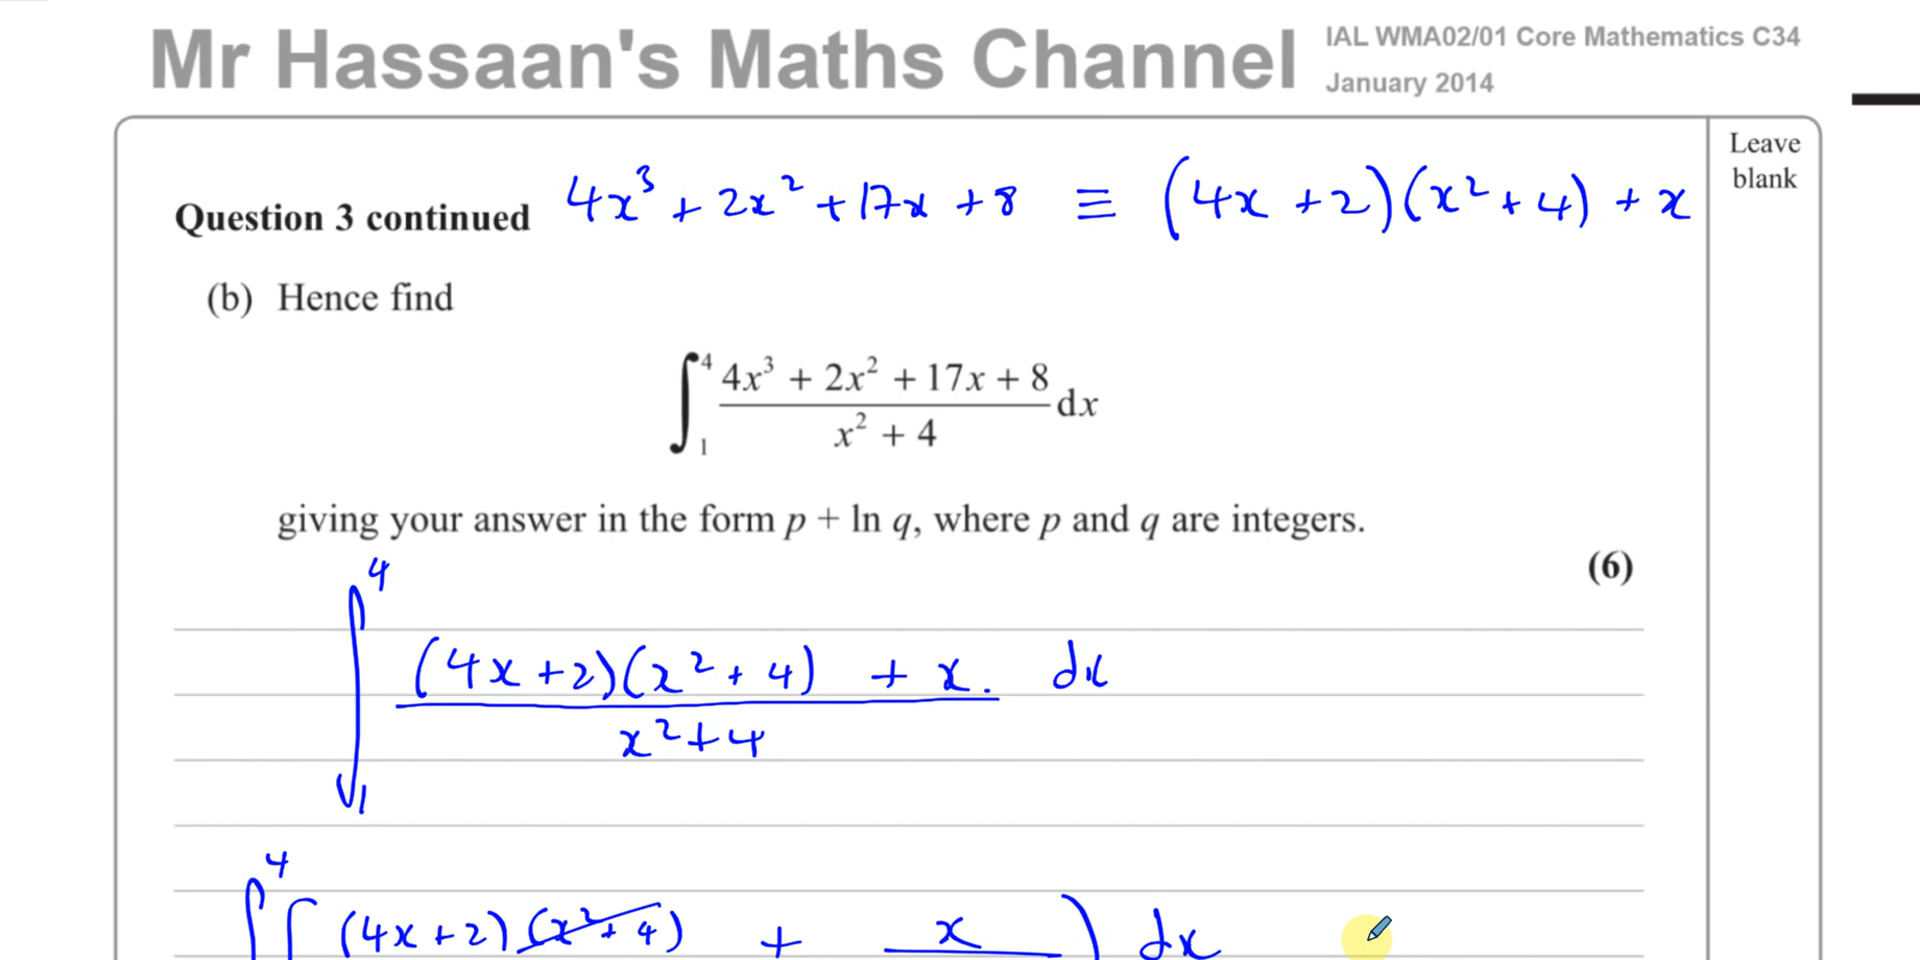 Mr Hassaan's Maths Channel
IAL WMA02/01 Core Mathematics C34
January 2014
Leave
blank
Question 3 continued 4x³ + 2x² + 17x + 8 ≡ (4x + 2)(x² + 4) + x
(b) Hence find
∫₁⁴ (4x³ + 2x² + 17x + 8)/(x² + 4) dx
giving your answer in the form p + ln q, where p and q are integers.
(6)
∫₁⁴ ((4x + 2)(x² + 4) + x)/(x² + 4) dx
4
∫ ( (4x + 2)(x² + 4) + x ) dx